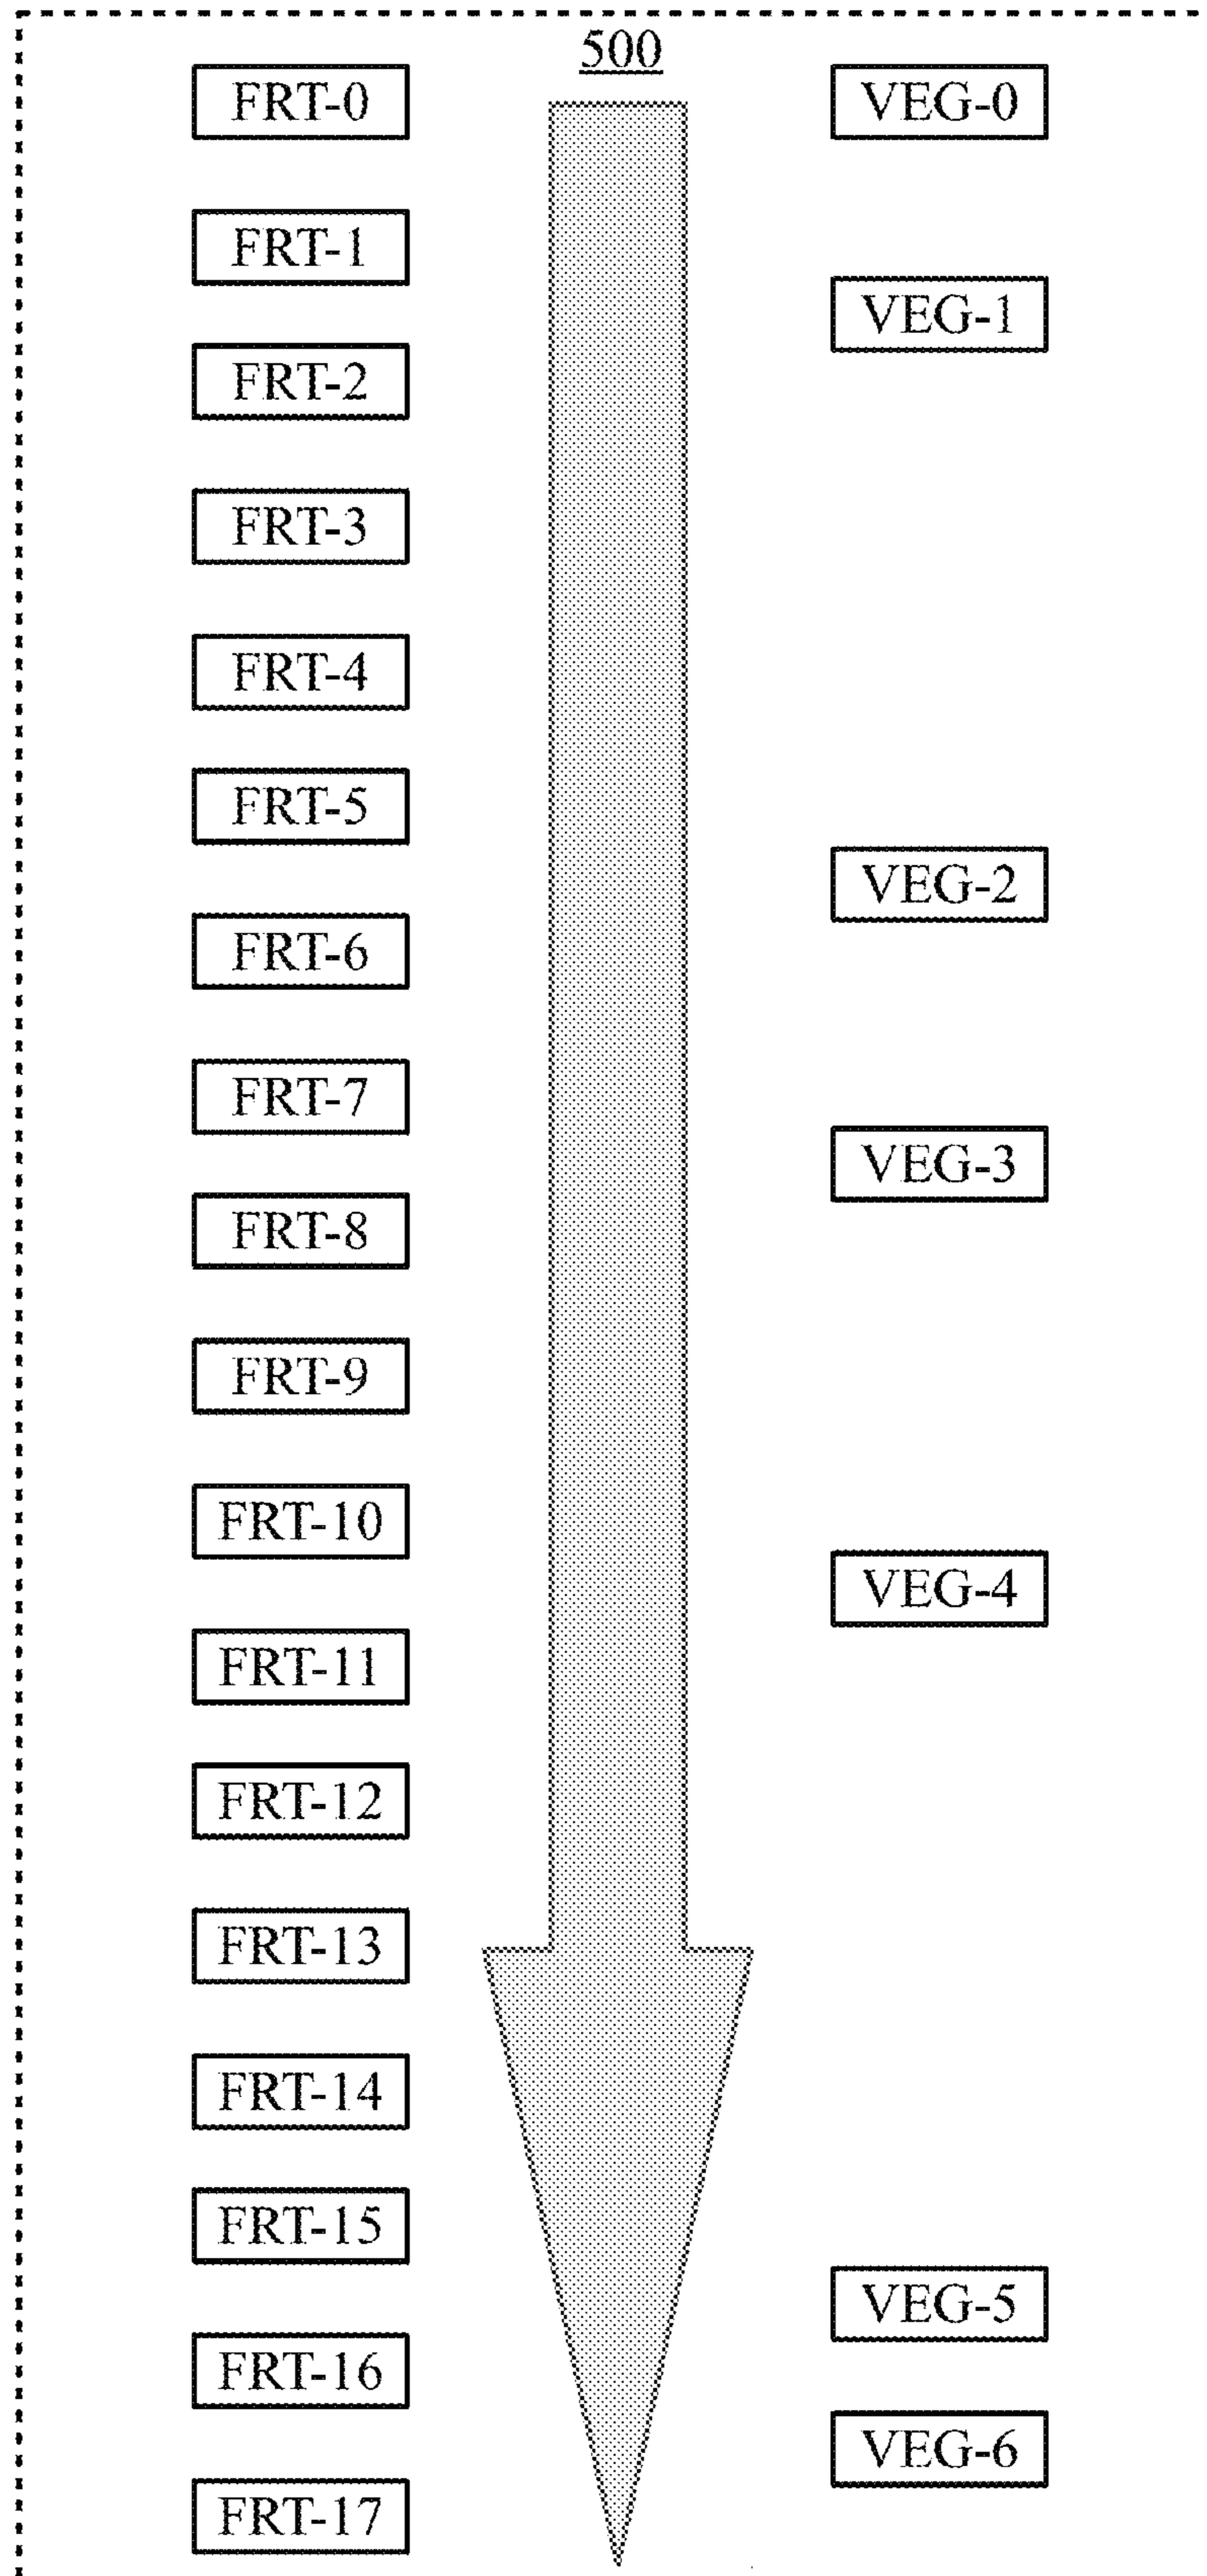 500
FRT-0 VEG-0
FRT-1
VEG-1
FRT-2
FRT-3
FRT-4
FRT-5
VEG-2
FRT-6
FRT-7
VEG-3
FRT-8
FRT-9
FRT-10
VEG-4
FRT-11
FRT-12
FRT-13
FRT-14
FRT-15
VEG-5
FRT-16
VEG-6
FRT-17